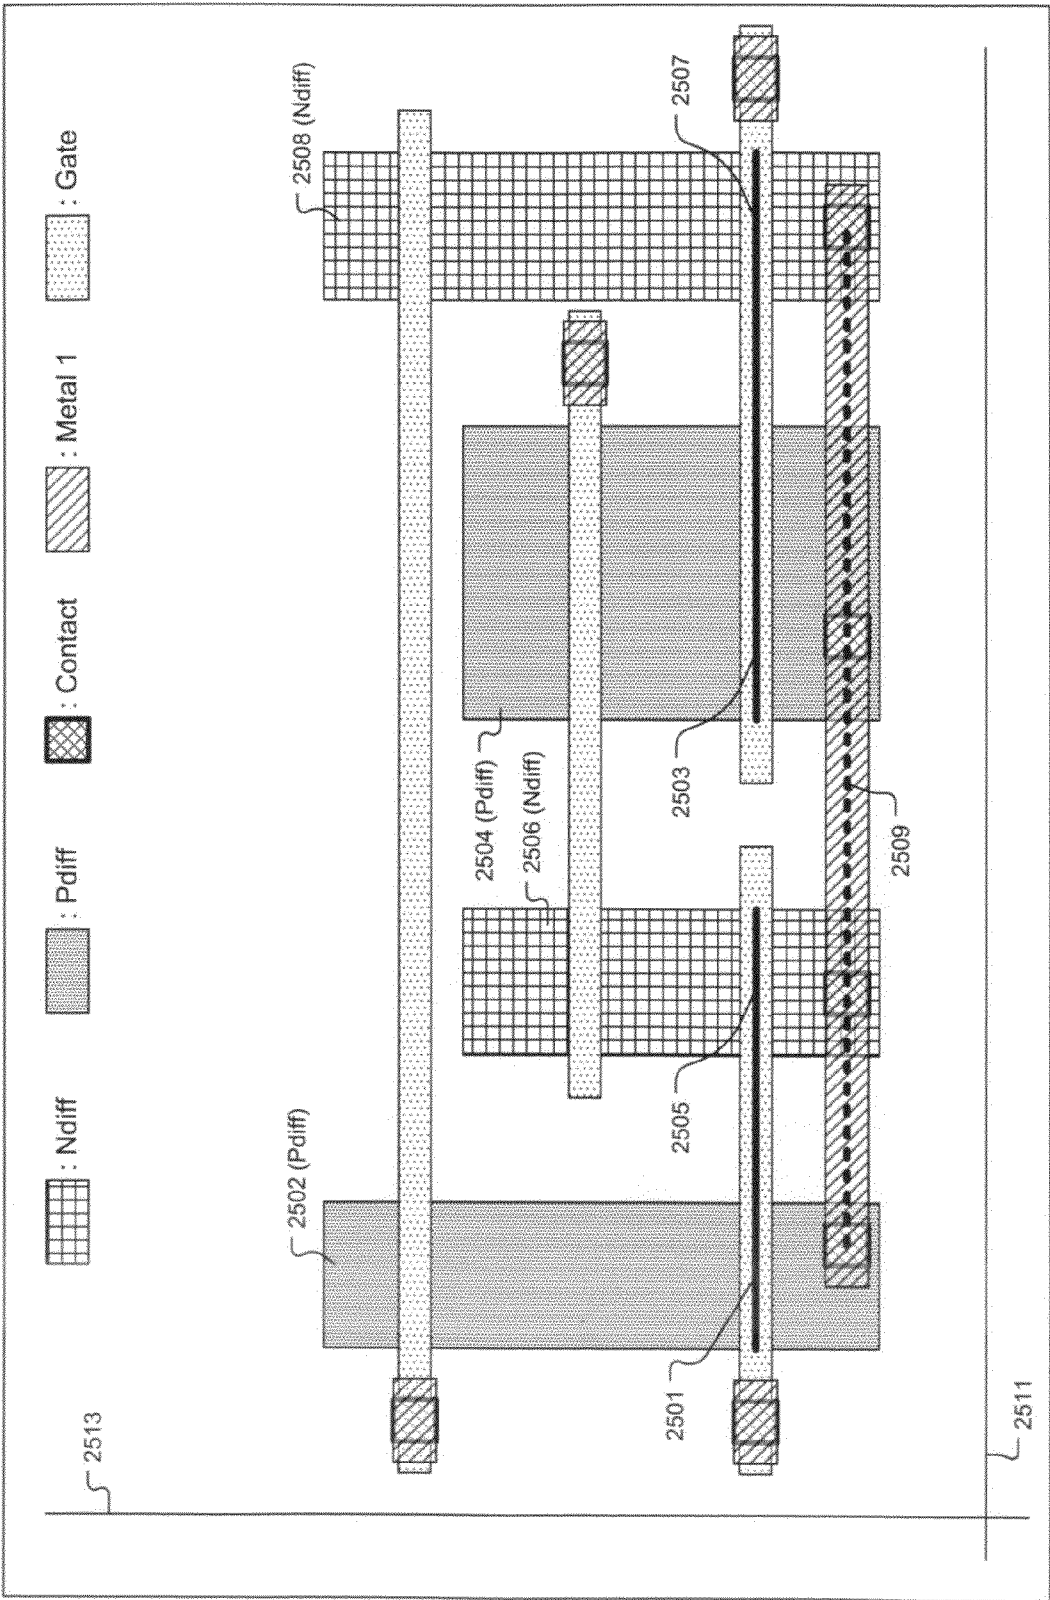 : Ndiff
: Pdiff
: Contact
: Metal 1
: Gate
2513
2502 (Pdiff)
2508 (Ndiff)
2504 (Pdiff)
2506 (Ndiff)
2501
2505
2503
2507
2509
2511